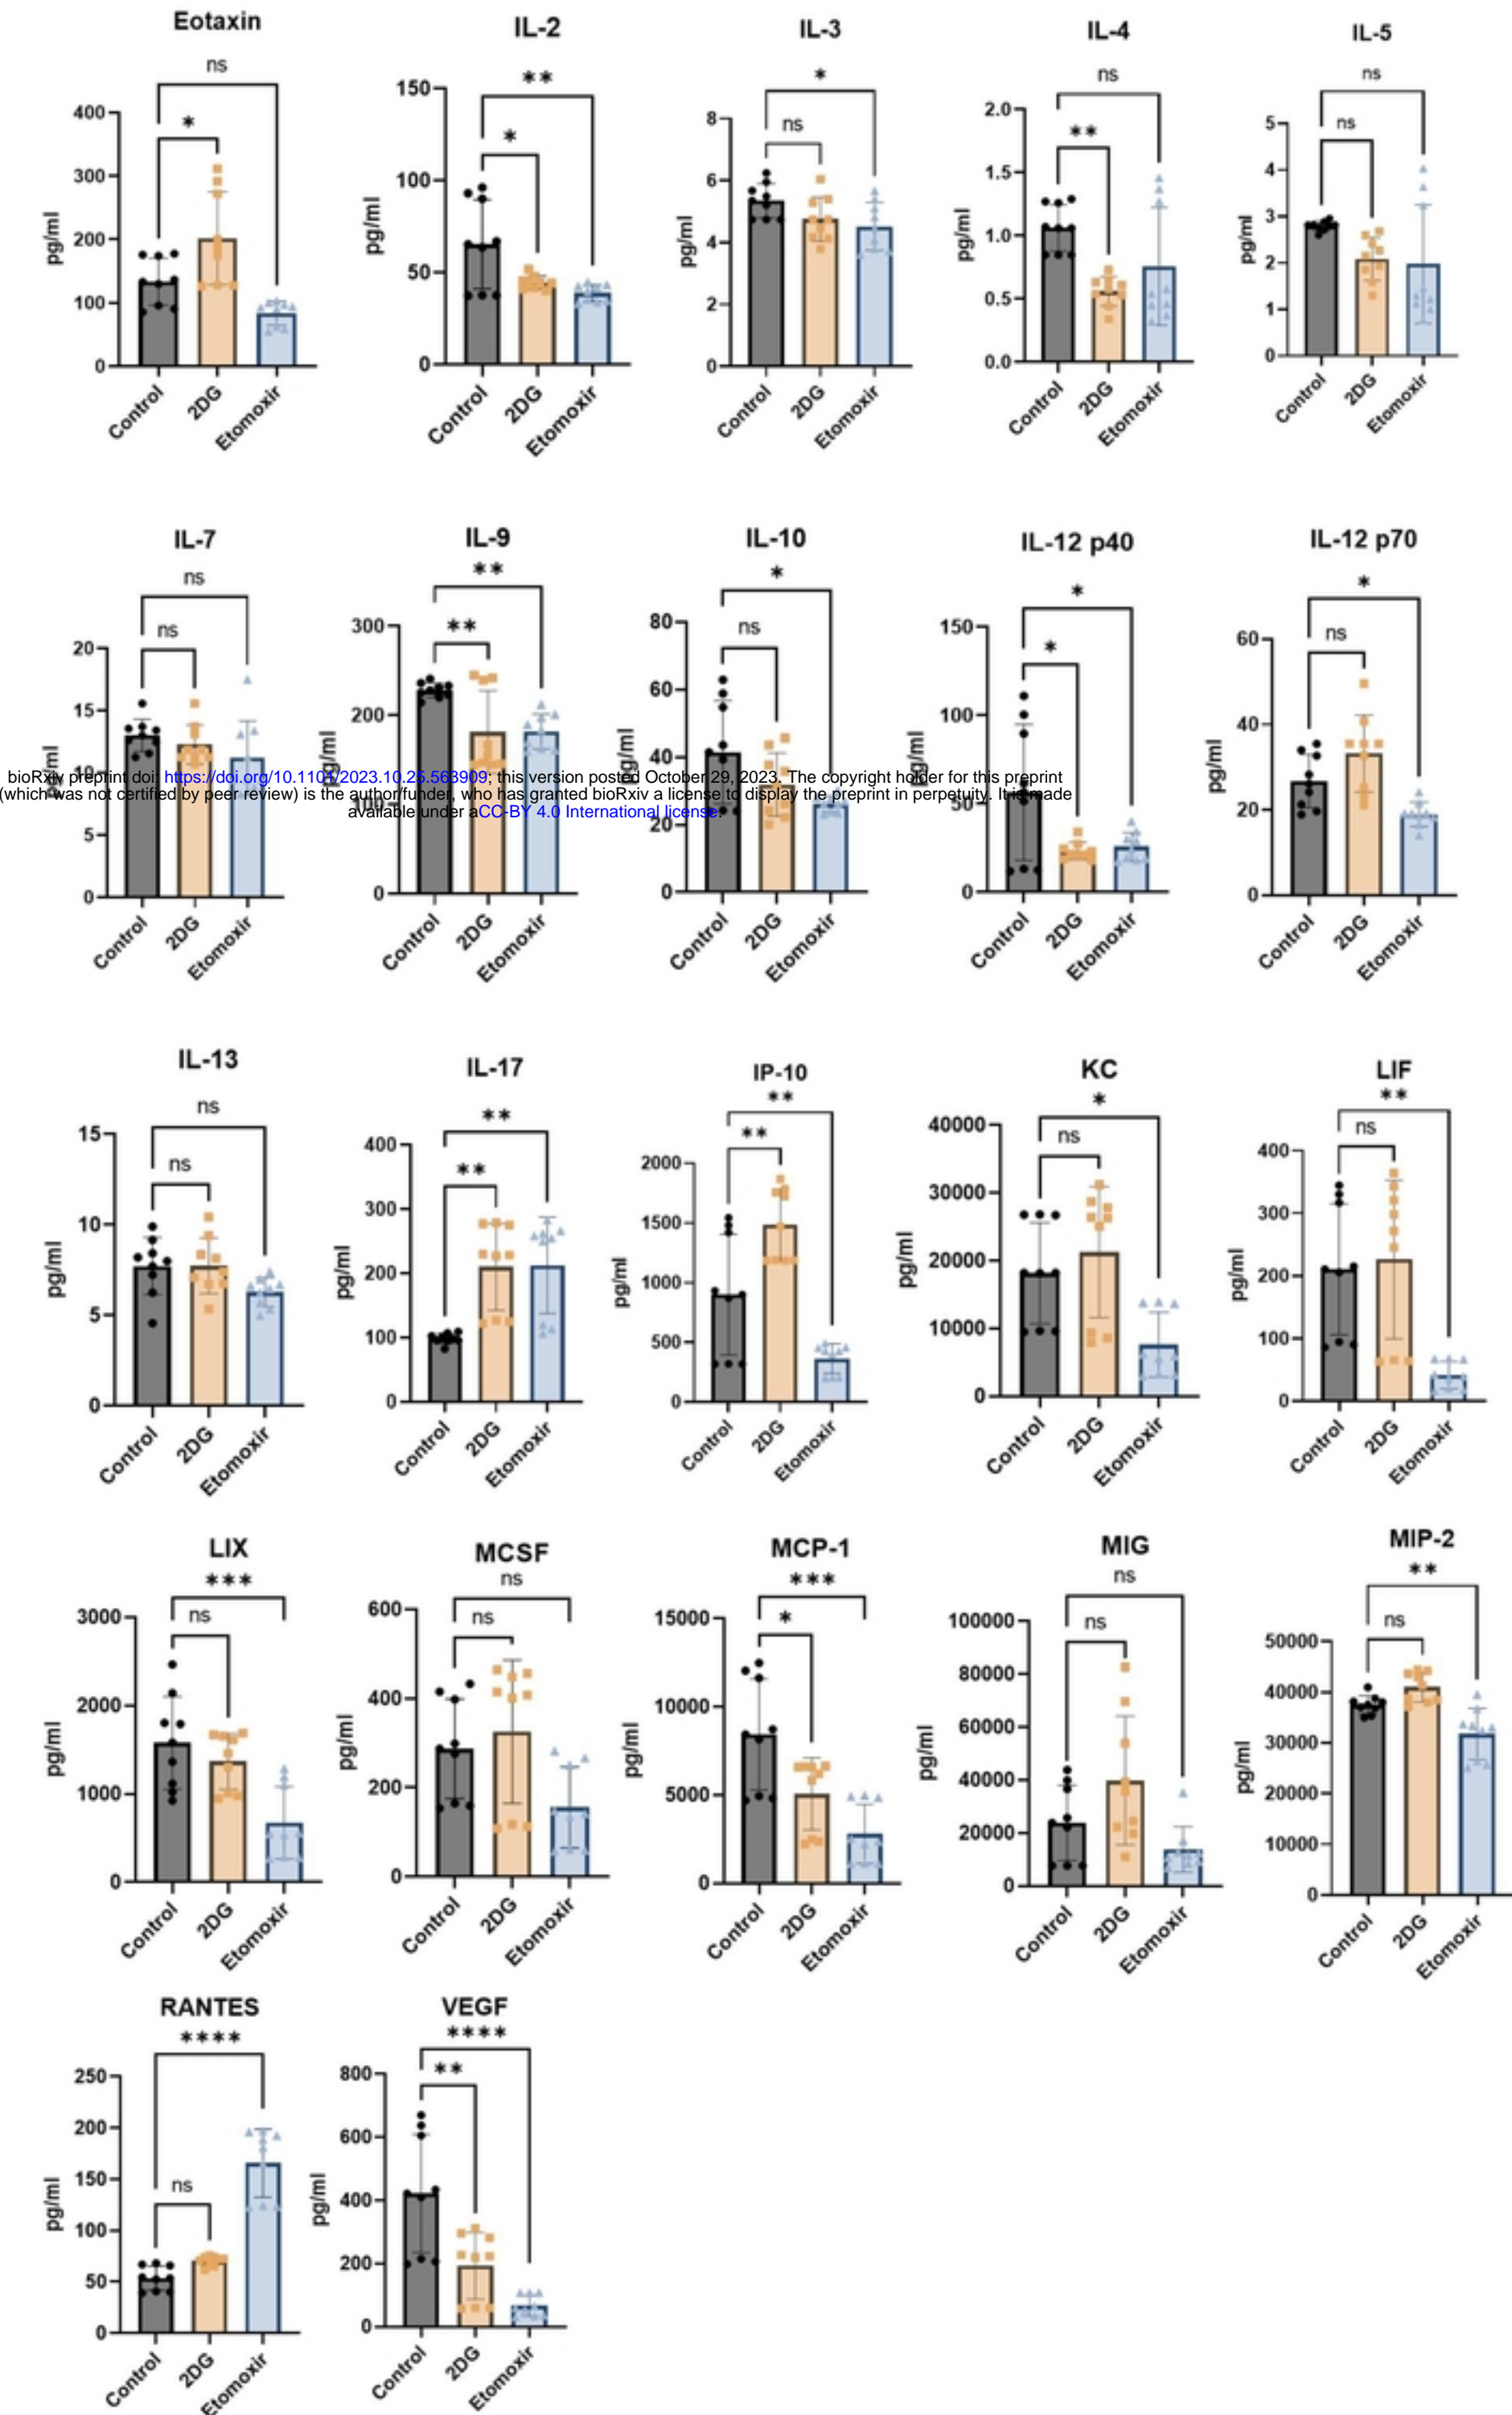 Eotaxin
ns
*
400
300
200
100
0
pg/ml
Control
2DG
Etomoxir
IL-2
**
*
150
100
50
0
pg/ml
Control
2DG
Etomoxir
IL-3
*
ns
8
6
4
2
0
pg/ml
Control
2DG
Etomoxir
IL-4
ns
**
2.0
1.5
1.0
0.5
0.0
pg/ml
Control
2DG
Etomoxir
IL-5
ns
ns
5
4
3
2
1
0
pg/ml
Control
2DG
Etomoxir
IL-7
ns
ns
20
15
10
5
0
pg/ml
Control
2DG
Etomoxir
IL-9
**
**
300
200
100
0
pg/ml
Control
2DG
Etomoxir
IL-10
*
ns
80
60
40
20
0
pg/ml
Control
2DG
Etomoxir
IL-12 p40
*
*
150
100
50
0
pg/ml
Control
2DG
Etomoxir
IL-12 p70
*
ns
60
40
20
0
pg/ml
Control
2DG
Etomoxir
bioRxiv preprint doi: https://doi.org/10.1101/2023.10.25.563909; this version posted October 29, 2023. The copyright holder for this preprint
(which was not certified by peer review) is the author/funder, who has granted bioRxiv a license to display the preprint in perpetuity. It is made
available under aCC-BY 4.0 International license.
IL-13
ns
ns
15
10
5
0
pg/ml
Control
2DG
Etomoxir
IL-17
**
**
400
300
200
100
0
pg/ml
Control
2DG
Etomoxir
IP-10
**
**
2000
1500
1000
500
0
pg/ml
Control
2DG
Etomoxir
KC
*
ns
40000
30000
20000
10000
0
pg/ml
Control
2DG
Etomoxir
LIF
**
ns
400
300
200
100
0
pg/ml
Control
2DG
Etomoxir
LIX
***
ns
3000
2000
1000
0
pg/ml
Control
2DG
Etomoxir
MCSF
ns
ns
600
400
200
0
pg/ml
Control
2DG
Etomoxir
MCP-1
***
*
15000
10000
5000
0
pg/ml
Control
2DG
Etomoxir
MIG
ns
ns
100000
80000
60000
40000
20000
0
pg/ml
Control
2DG
Etomoxir
MIP-2
**
ns
50000
40000
30000
20000
10000
0
pg/ml
Control
2DG
Etomoxir
RANTES
****
ns
250
200
150
100
50
0
pg/ml
Control
2DG
Etomoxir
VEGF
****
**
800
600
400
200
0
pg/ml
Control
2DG
Etomoxir